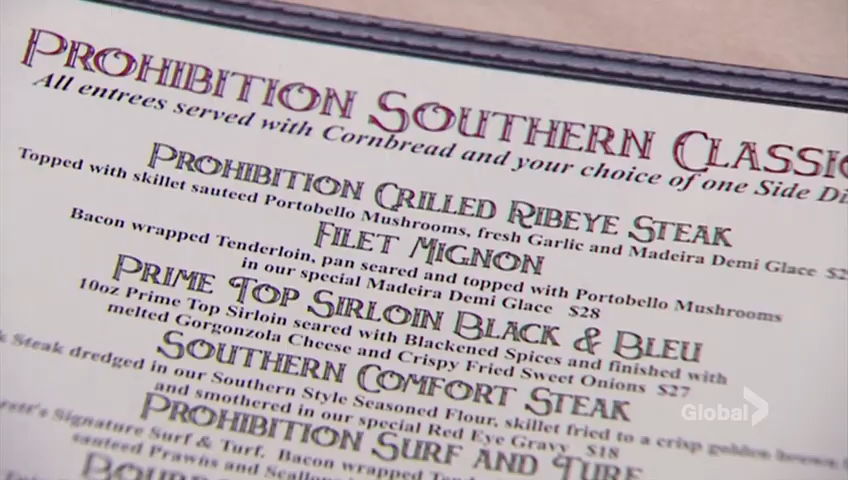 PROHIBITION SOUTHERN CLASSIC
All entrees served with Cornbread and your choice of one Side
PROHIBITION GRILLED RIBEYE STEAK
Topped with skillet sauteed Portobello Mushrooms, fresh Garlic and Madeira Demi Glace
FILET MIGNON
Bacon wrapped Tenderloin, pan seared and topped with Portobello Mushrooms
in our special Madeira Demi Glace $28
PRIME TOP SIRLOIN BLACK & BLEU
10oz Prime Top Sirloin seared with Blackened Spices and finished with
melted Gorgonzola Cheese and Crispy Fried Sweet Onions $27
SOUTHERN COMFORT STEAK
Steak dredged in our Southern Style Seasoned Flour, skillet fried to a crisp golden brown
and smothered in our special Red Eye Gravy $18
PROHIBITION SURF AND TURF
Signature Surf & Turf. Bacon wrapped
sauteed Prawns and
Global